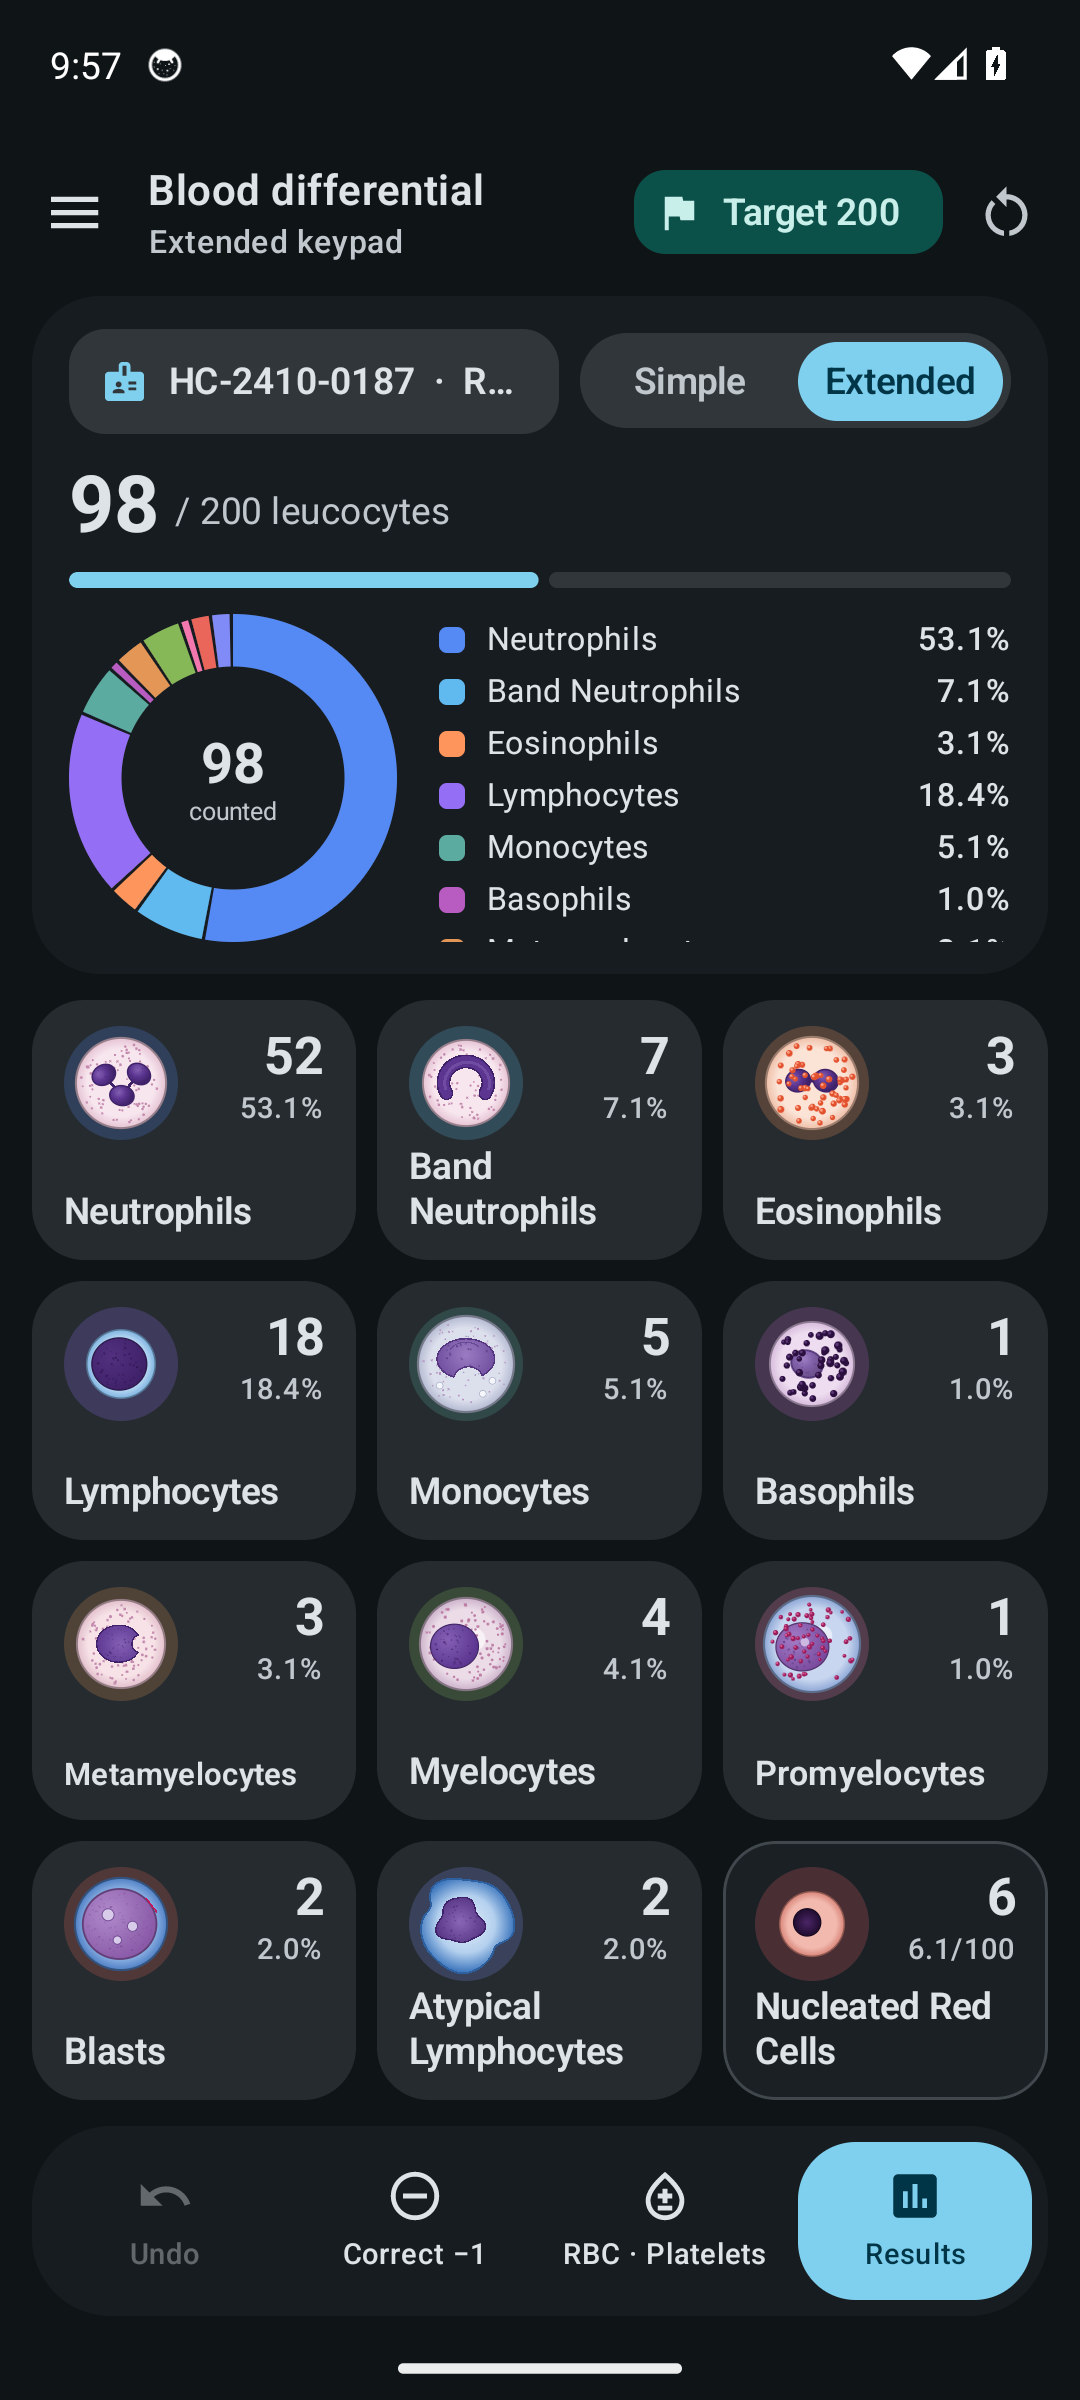 9:57
Blood differential
Extended keypad
Target 200
HC-2410-0187 · R...
Simple
Extended
98 / 200 leucocytes
98
counted
Neutrophils 53.1%
Band Neutrophils 7.1%
Eosinophils 3.1%
Lymphocytes 18.4%
Monocytes 5.1%
Basophils 1.0%
52
53.1%
Neutrophils
7
7.1%
Band
Neutrophils
3
3.1%
Eosinophils
18
18.4%
Lymphocytes
5
5.1%
Monocytes
1
1.0%
Basophils
3
3.1%
Metamyelocytes
4
4.1%
Myelocytes
1
1.0%
Promyelocytes
2
2.0%
Blasts
2
2.0%
Atypical
Lymphocytes
6
6.1/100
Nucleated Red
Cells
Undo
Correct −1
RBC · Platelets
Results